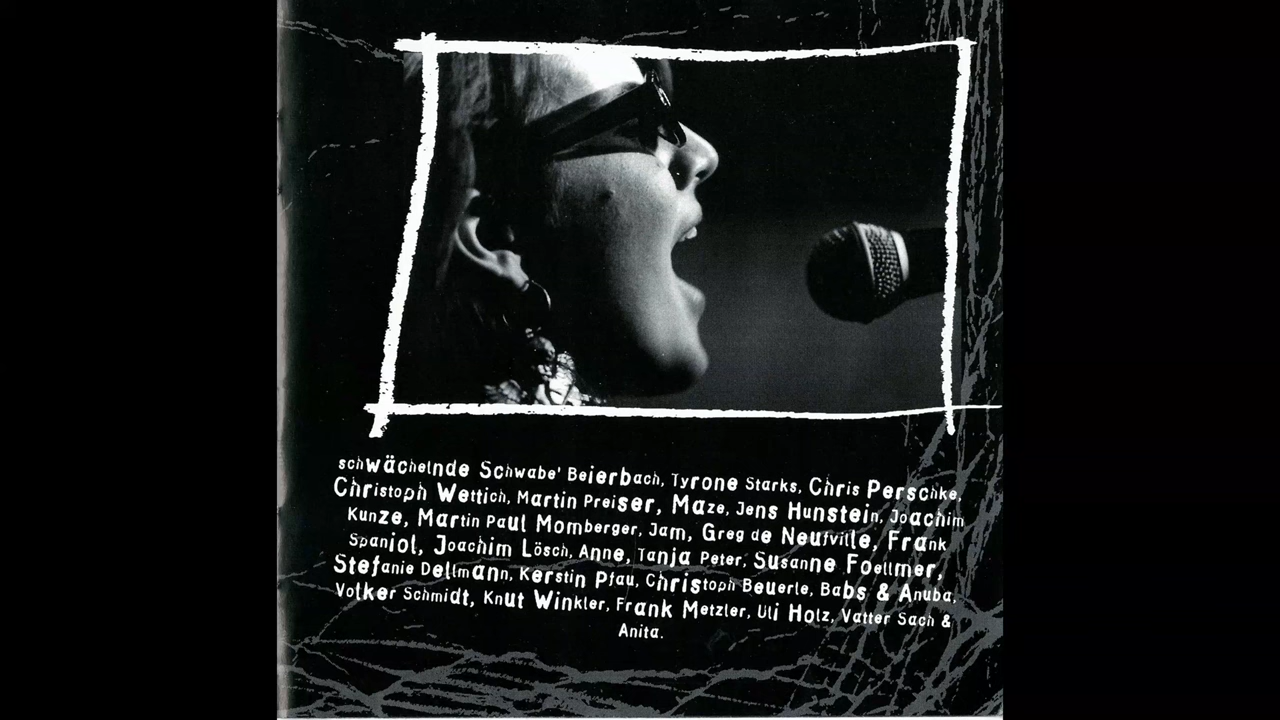 schwächelnde Schwabe' Beierbach, Tyrone Starks, Chris Perschke,
Christoph Wettich, Martin Preiser, Maze, Jens Hunstein, Joachim
Kunze, Martin Paul Momberger, Jam, Greg de Neufville, Frank
Spaniol, Joachim Lösch, Anne, Tanja Peter, Susanne Foellmer,
Stefanie Dellmann, Kerstin Pfau, Christoph Beuerle, Babs & Anuba,
Volker Schmidt, Knut Winkler, Frank Metzler, Uli Holz, Vatter Sach &
Anita.